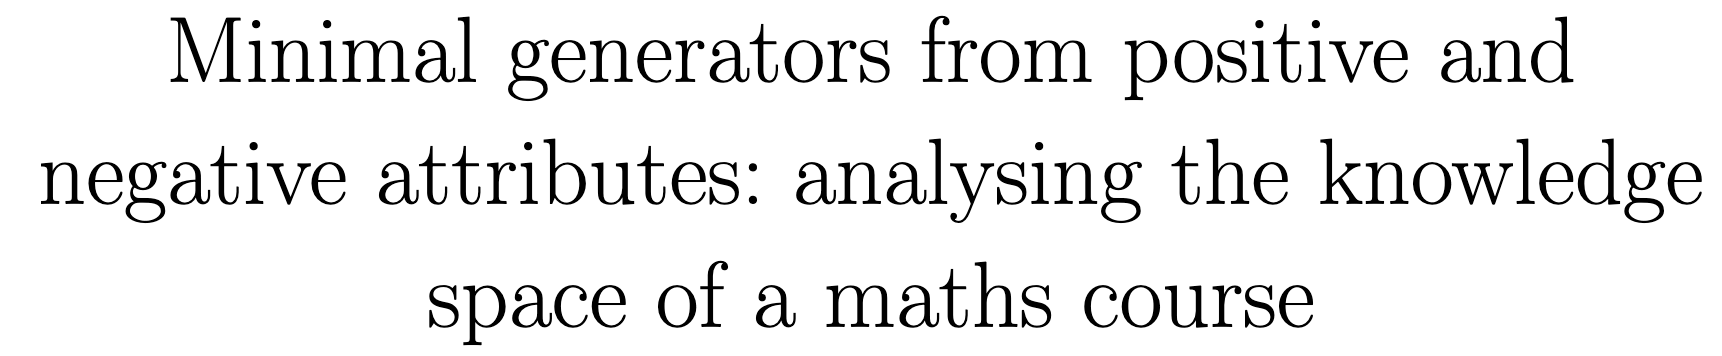 Minimal generators from positive and
negative attributes: analysing the knowledge
space of a maths course